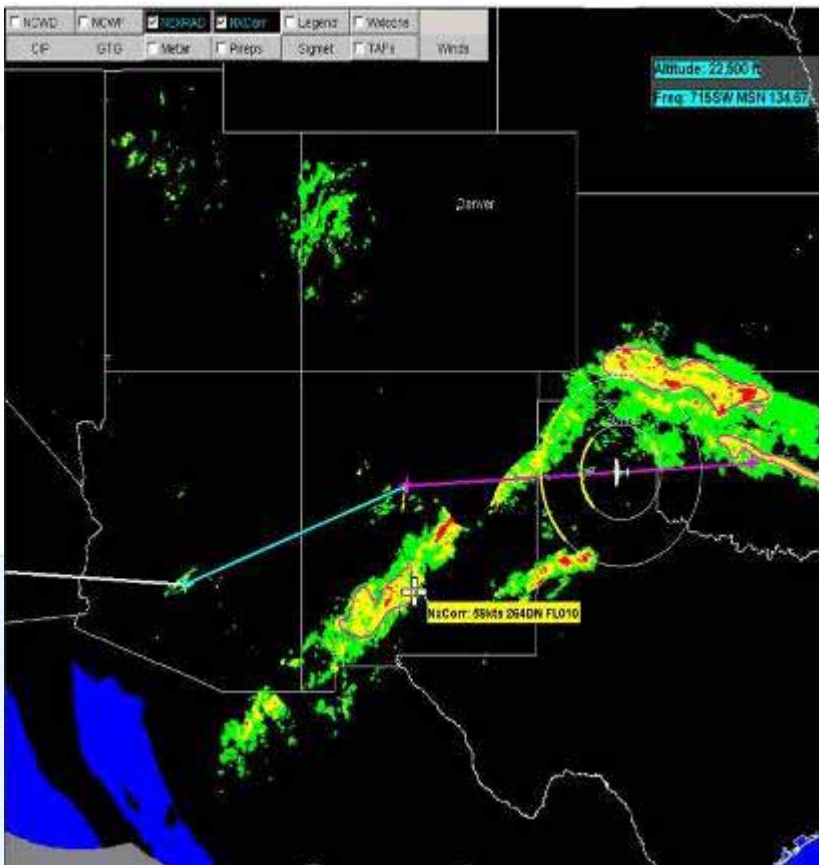 NCWD NCWF NEXRAD NXCorr Legend Welcome
CIP GTG Metar Pireps Sigmet TAFs Winds
Altitude: 22,500 ft
Freq: 715SW MSN 134.57
Denver
NxCorr: 55kts 264DN FL010